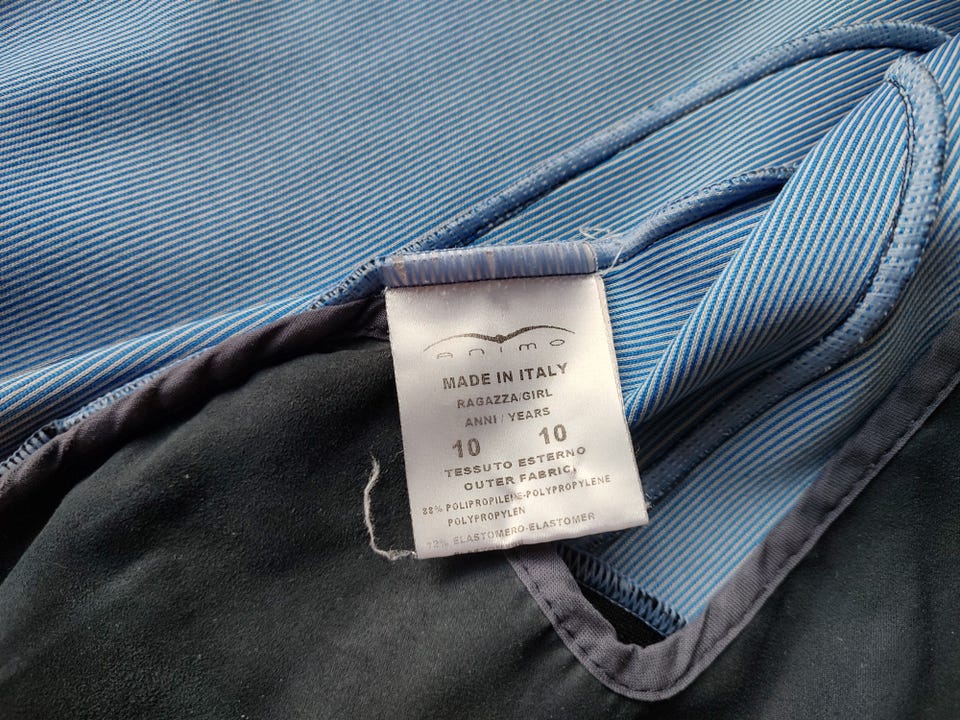 animo
MADE IN ITALY
RAGAZZA/GIRL
ANNI / YEARS
10 10
TESSUTO ESTERNO
OUTER FABRIC
88% POLIPROPILENE-POLYPROPYLENE
POLYPROPYLEN
12% ELASTOMERO-ELASTOMER